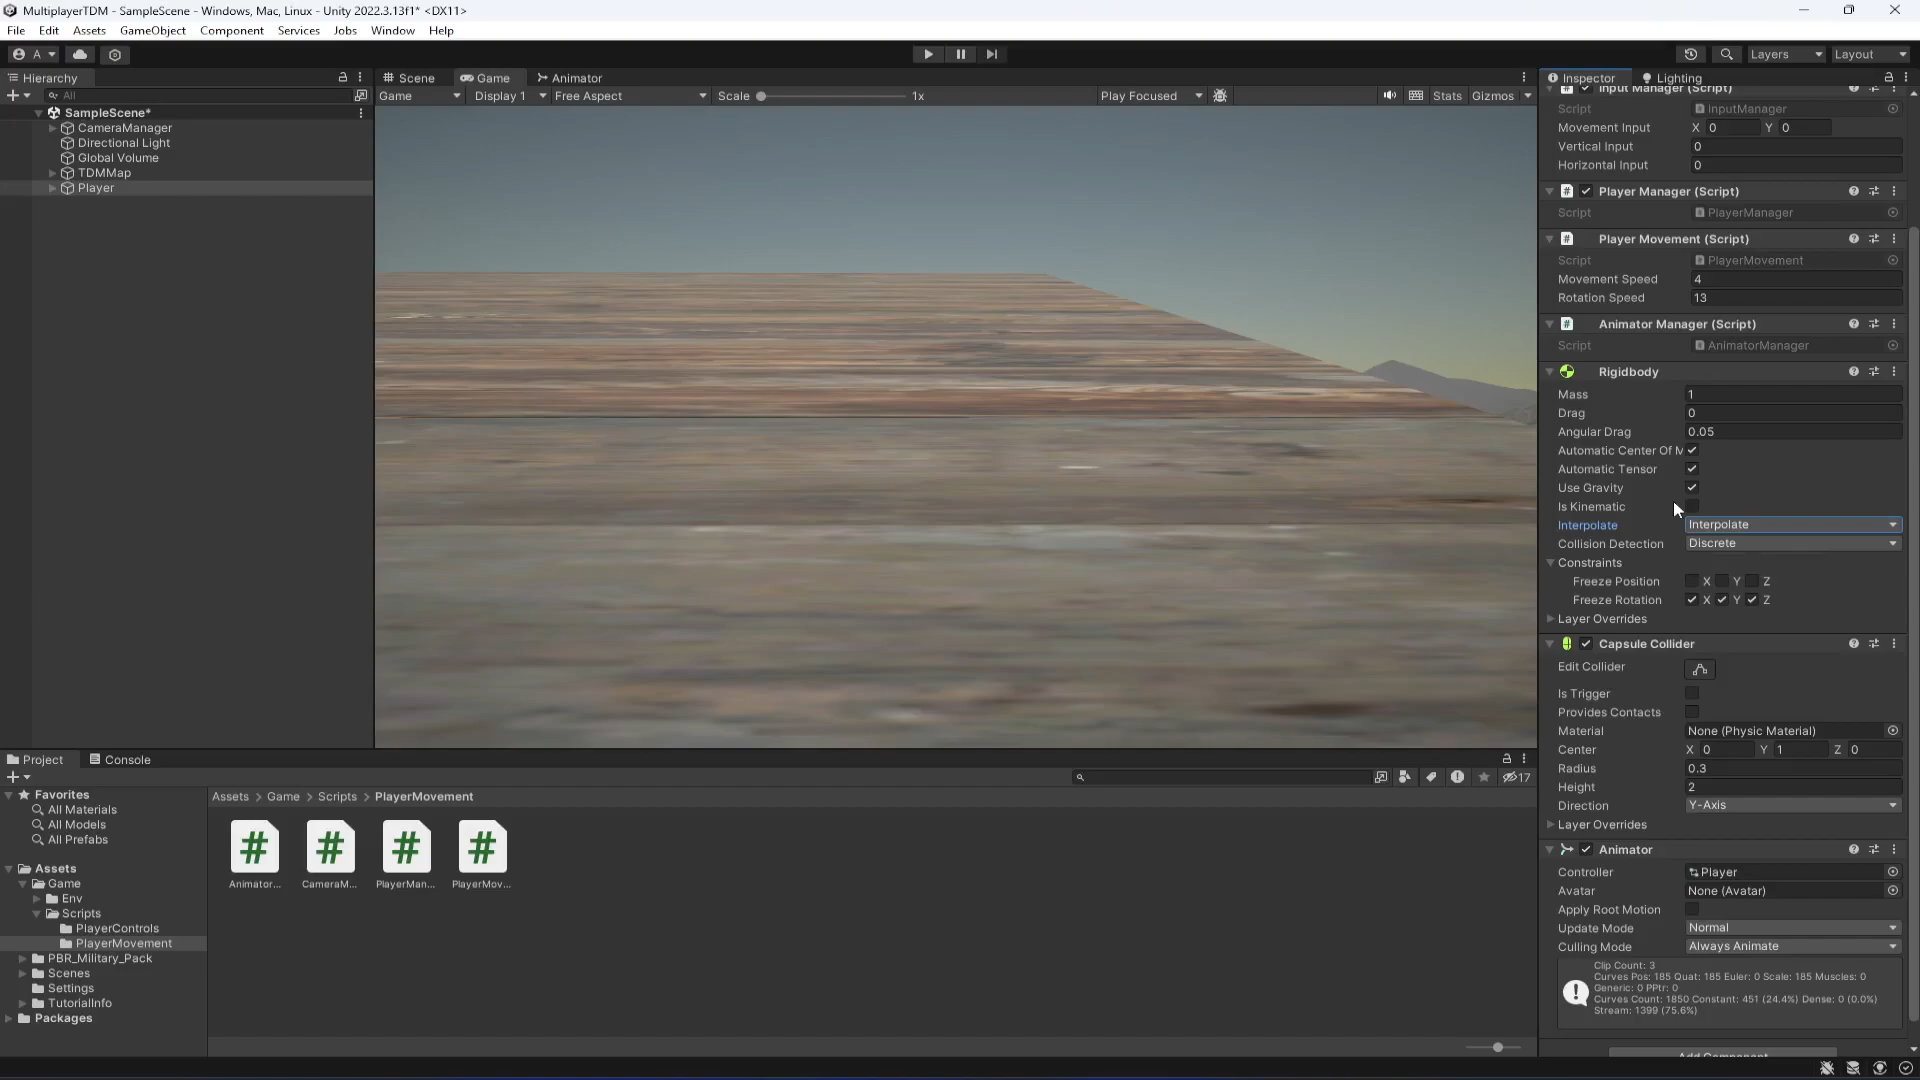 MultiplayerTDM - SampleScene - Windows, Mac, Linux - Unity 2022.3.13f1* <DX11>
File Edit Assets GameObject Component Services Jobs Window Help
A Layers Layout
Hierarchy
All
SampleScene*
CameraManager
Directional Light
Global Volume
TDMMap
Player
Scene Game Animator
Game Display 1 Free Aspect Scale 1x Play Focused Stats Gizmos
Inspector Lighting
Input Manager (Script)
Script InputManager
Movement Input X 0 Y 0
Vertical Input 0
Horizontal Input 0
Player Manager (Script)
Script PlayerManager
Player Movement (Script)
Script PlayerMovement
Movement Speed 4
Rotation Speed 13
Animator Manager (Script)
Script AnimatorManager
Rigidbody
Mass 1
Drag 0
Angular Drag 0.05
Automatic Center Of M
Automatic Tensor
Use Gravity
Is Kinematic
Interpolate Interpolate
Collision Detection Discrete
Constraints
Freeze Position X Y Z
Freeze Rotation X Y Z
Layer Overrides
Capsule Collider
Edit Collider
Is Trigger
Provides Contacts
Material None (Physic Material)
Center X 0 Y 1 Z 0
Radius 0.3
Height 2
Direction Y-Axis
Layer Overrides
Animator
Controller Player
Avatar None (Avatar)
Apply Root Motion
Update Mode Normal
Culling Mode Always Animate
Clip Count: 3
Curves Pos: 185 Quat: 185 Euler: 0 Scale: 185 Muscles: 0
Generic: 0 PPtr: 0
Curves Count: 1850 Constant: 451 (24.4%) Dense: 0 (0.0%)
Stream: 1399 (75.6%)
Add Component
Project Console
17
Favorites
All Materials
All Models
All Prefabs
Assets
Game
Env
Scripts
PlayerControls
PlayerMovement
PBR_Military_Pack
Scenes
Settings
TutorialInfo
Packages
Assets > Game > Scripts > PlayerMovement
Animator... CameraM... PlayerMan... PlayerMov...